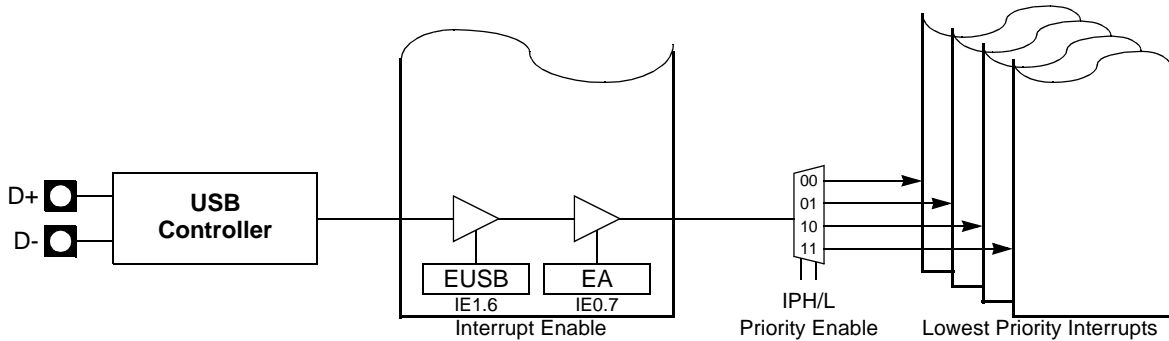 D+
D-
USB
Controller
EUSB
IE1.6
EA
IE0.7
Interrupt Enable
00
01
10
11
IPH/L
Priority Enable
Lowest Priority Interrupts